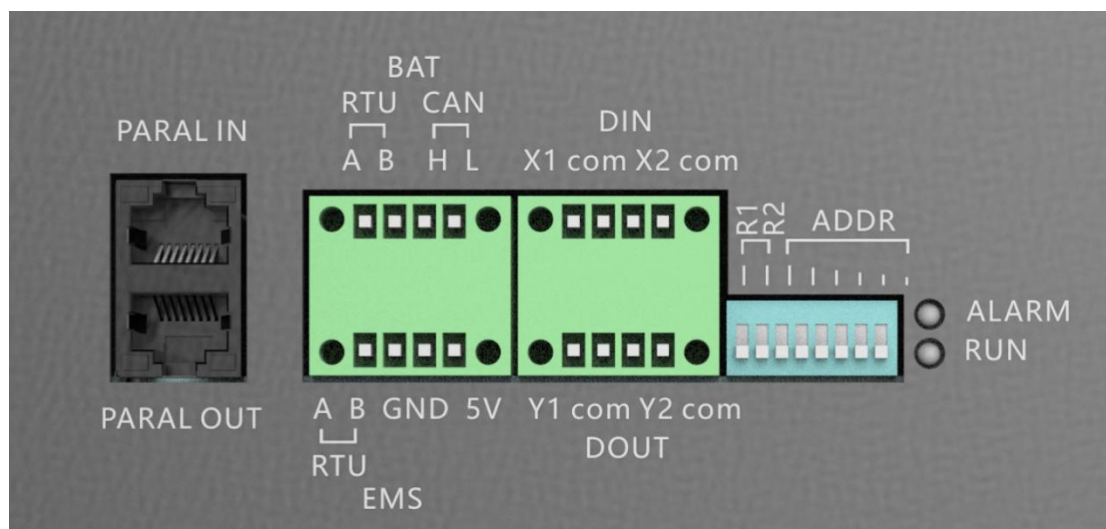 BAT
RTU CAN
A B H L
PARAL IN
DIN
X1 com X2 com
R1
R2
ADDR
ALARM
RUN
PARAL OUT
A B GND 5V
RTU
EMS
Y1 com Y2 com
DOUT